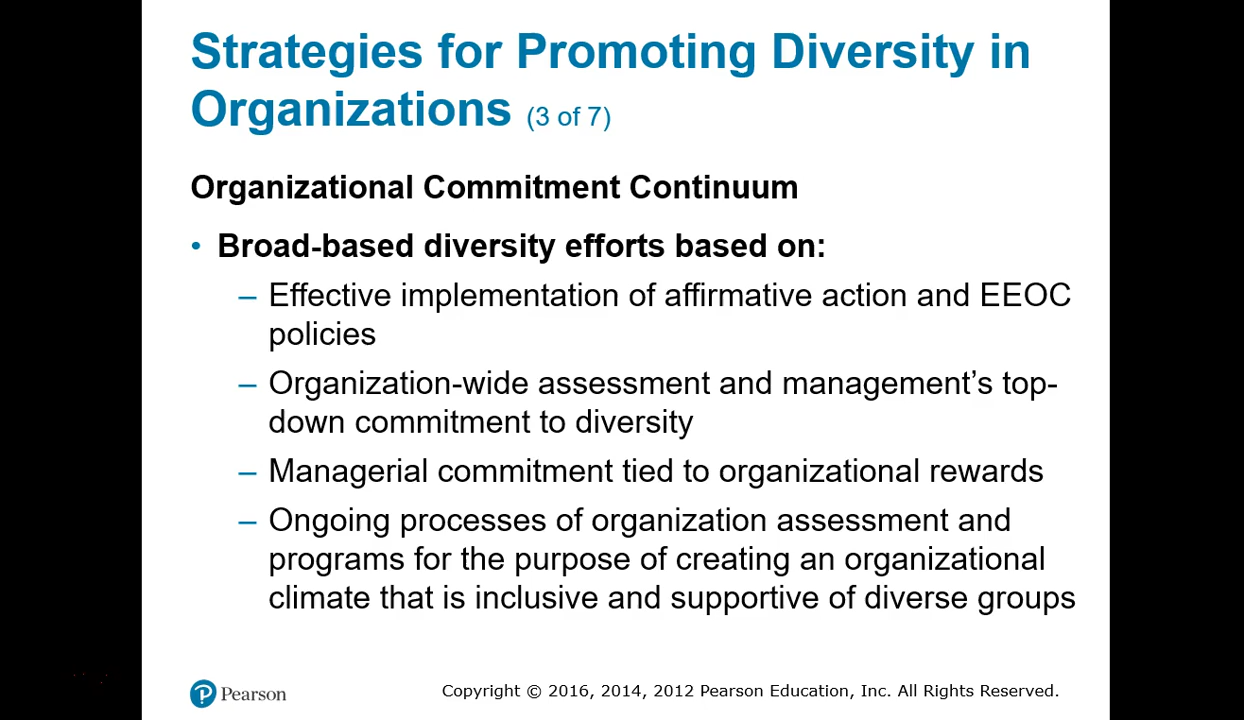 Strategies for Promoting Diversity in
Organizations (3 of 7)
Organizational Commitment Continuum
• Broad-based diversity efforts based on:
– Effective implementation of affirmative action and EEOC
policies
– Organization-wide assessment and management’s top-
down commitment to diversity
– Managerial commitment tied to organizational rewards
– Ongoing processes of organization assessment and
programs for the purpose of creating an organizational
climate that is inclusive and supportive of diverse groups
P Pearson
Copyright © 2016, 2014, 2012 Pearson Education, Inc. All Rights Reserved.